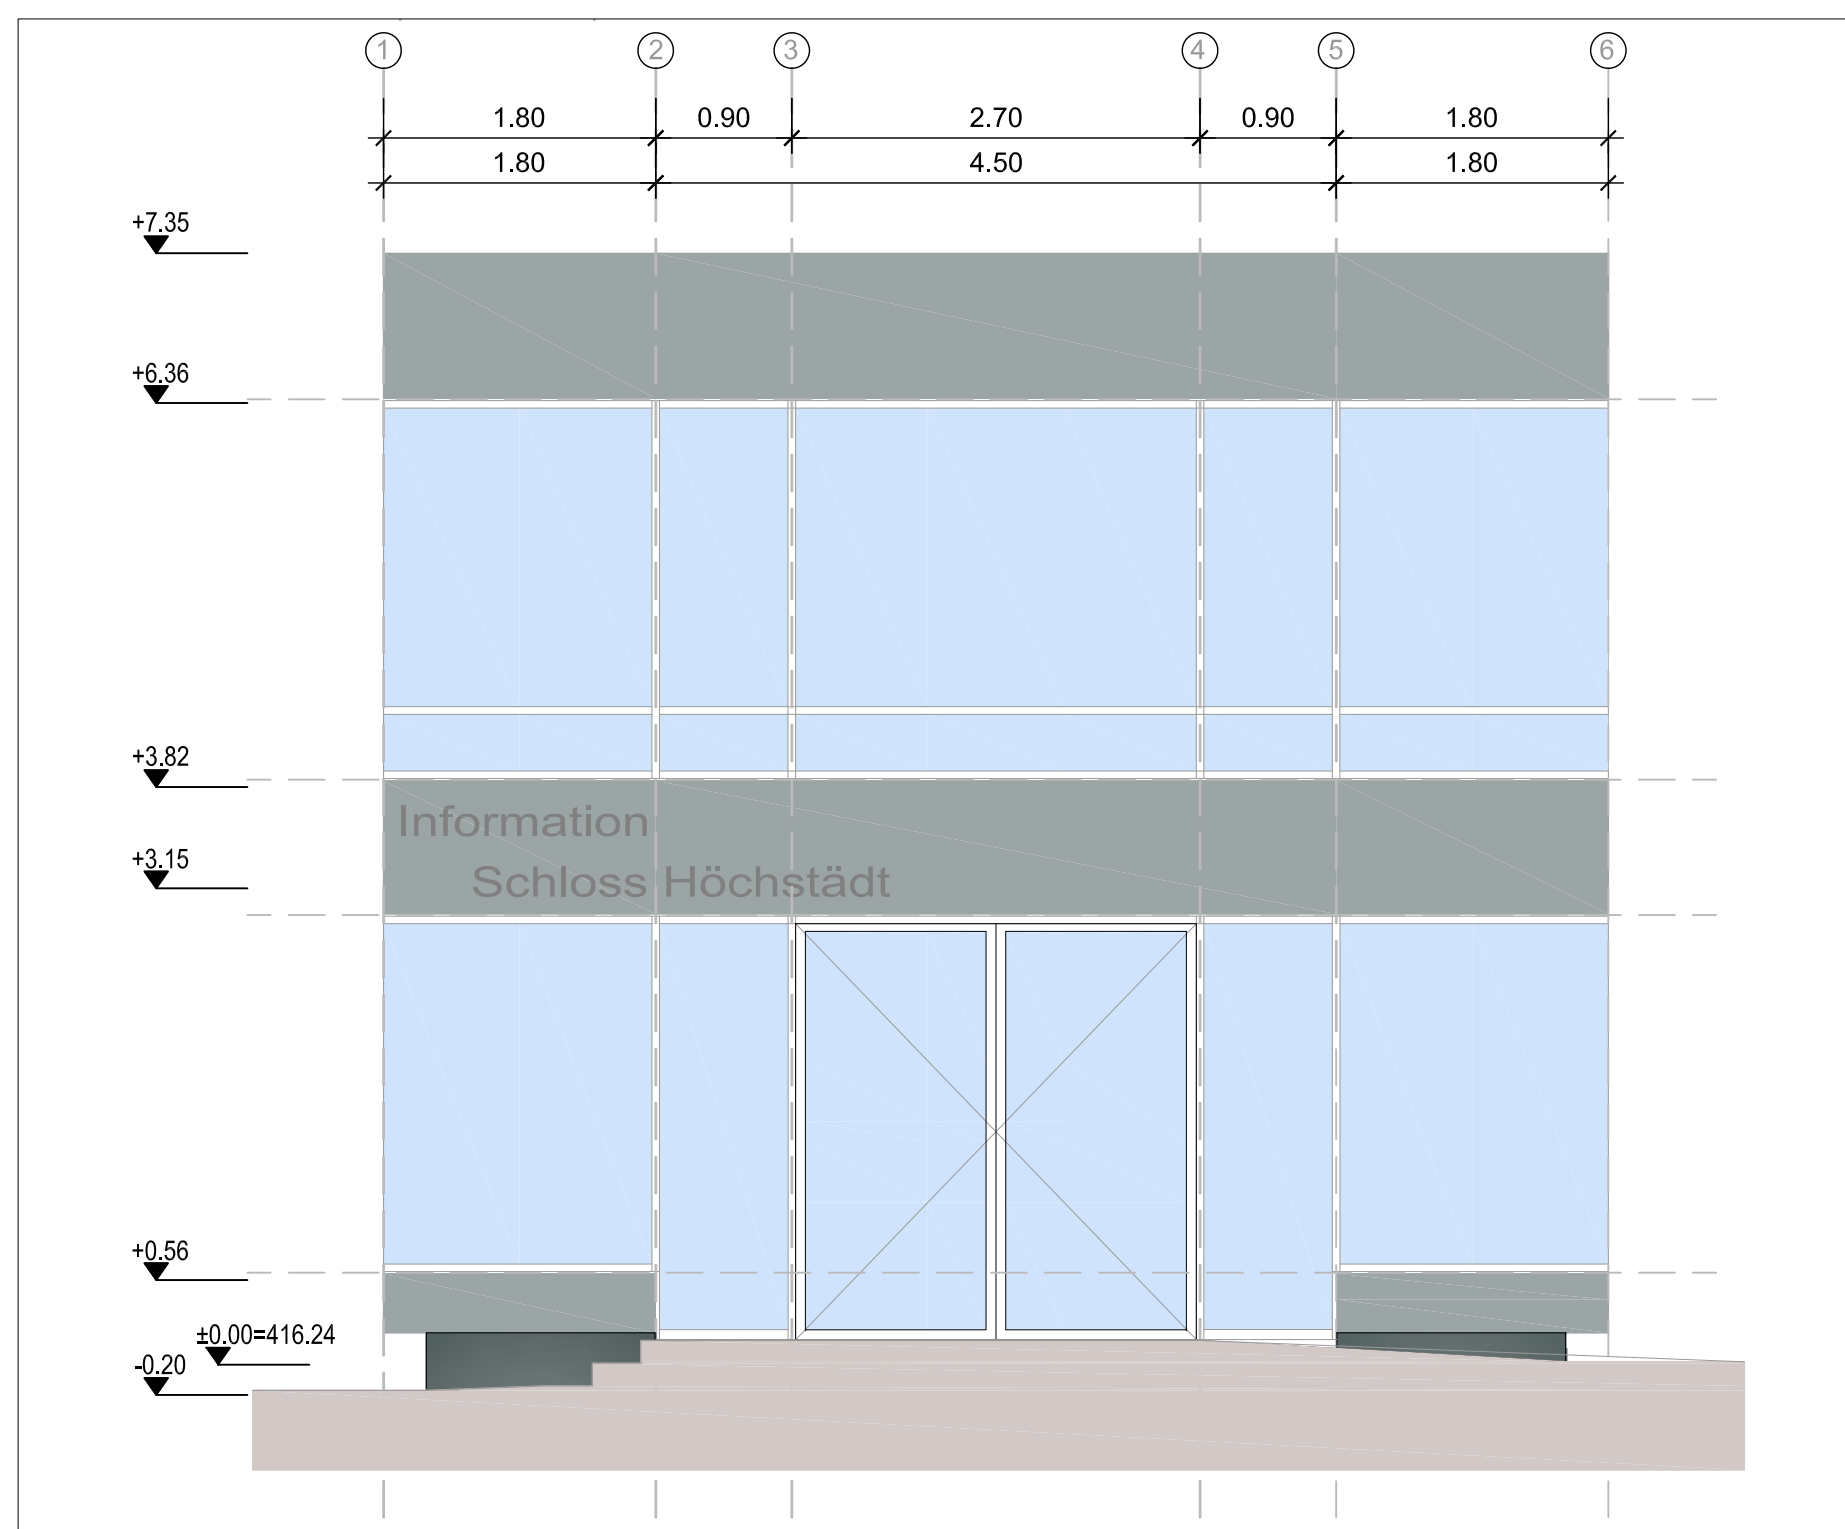 1 2 3 4 5 6
1.80 0.90 2.70 0.90 1.80
1.80 4.50 1.80
+7.35
+6.36
+3.82
Information
+3.15
Schloss Höchstädt
+0.56
±0.00=416.24
-0.20